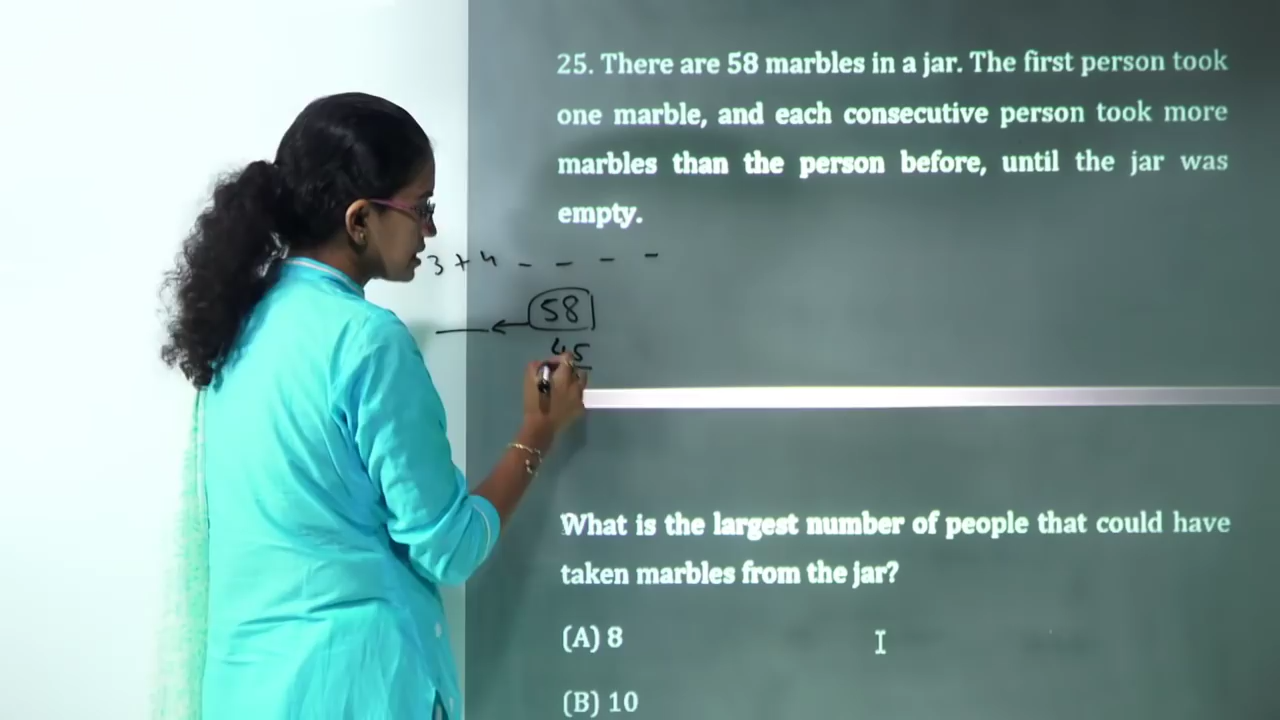 25. There are 58 marbles in a jar. The first person took
one marble, and each consecutive person took more
marbles than the person before, until the jar was
empty.
3 + 4 - - - -
58
45
What is the largest number of people that could have
taken marbles from the jar?
(A) 8
(B) 10